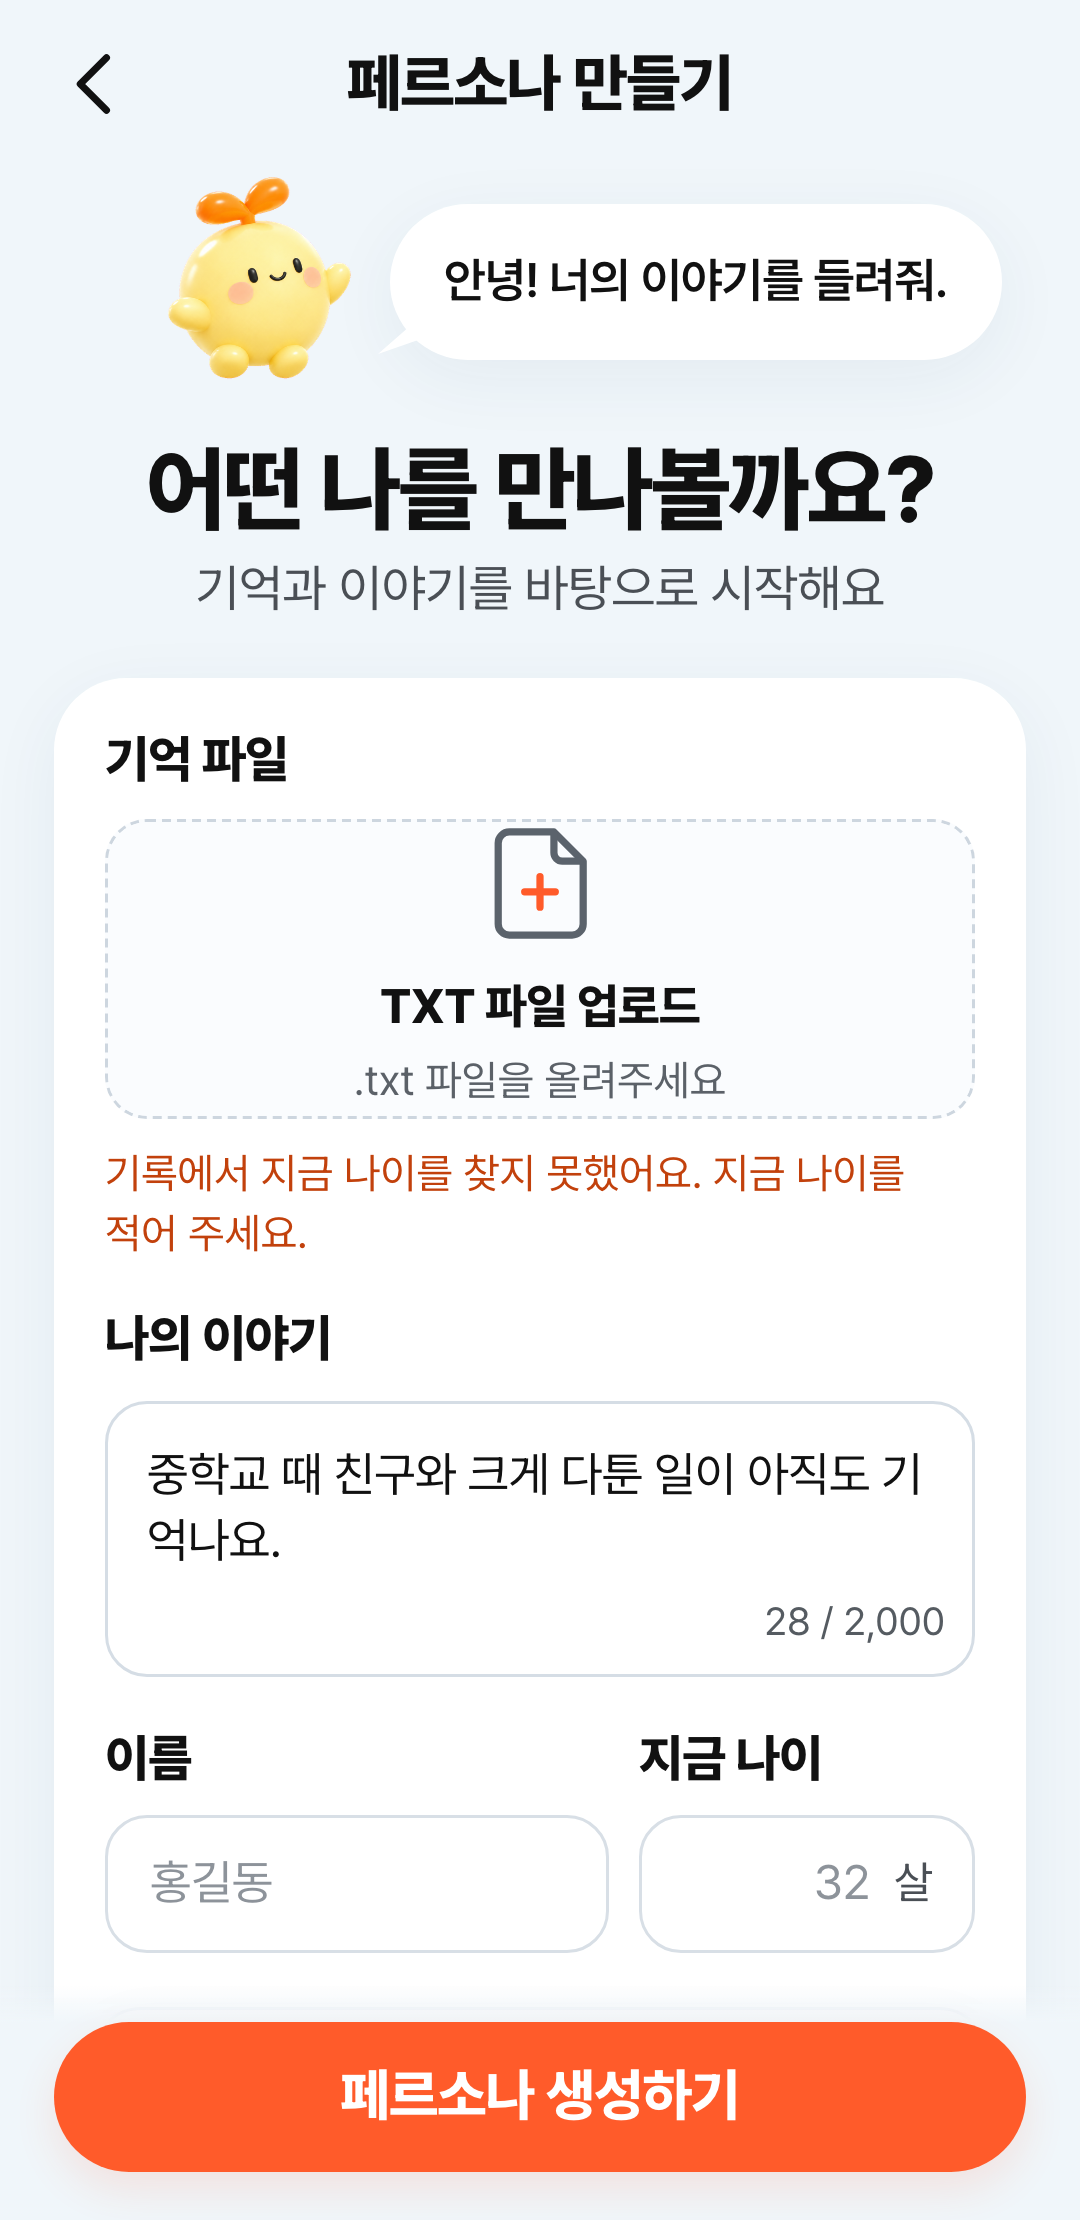 페르소나 만들기
안녕! 너의 이야기를 들려줘.
어떤 나를 만나볼까요?
기억과 이야기를 바탕으로 시작해요
기억 파일
TXT 파일 업로드
.txt 파일을 올려주세요
기록에서 지금 나이를 찾지 못했어요. 지금 나이를
적어 주세요.
나의 이야기
중학교 때 친구와 크게 다툰 일이 아직도 기
억나요.
28 / 2,000
이름
지금 나이
홍길동
32 살
페르소나 생성하기